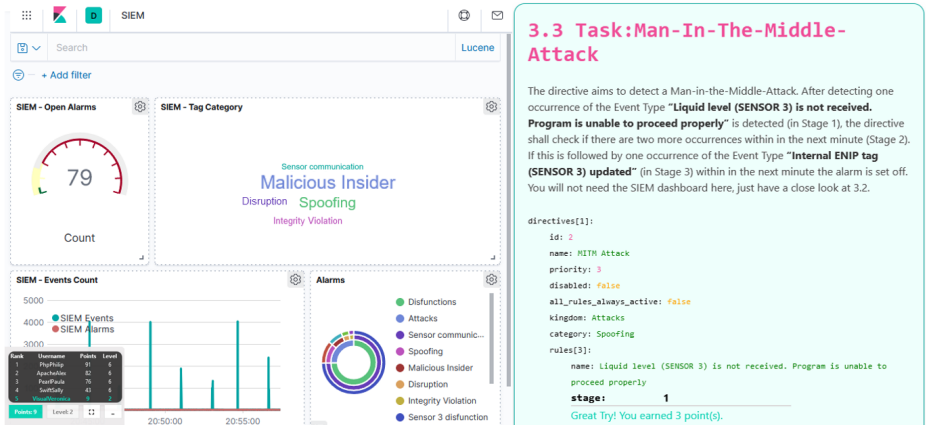 D SIEM
Search Lucene
+ Add filter
SIEM - Open Alarms
79
Count
SIEM - Tag Category
Sensor communication
Malicious Insider
Disruption Spoofing
Integrity Violation
SIEM - Events Count
5000
4000
3000
SIEM Events
SIEM Alarms
20:50:00 20:55:00
Rank Username Points Level
1 PhpPhilip 91 6
2 ApacheAlex 82 6
3 PearlPaula 76 6
4 SwiftSally 43 6
5 VisualVeronica 9 2
Points: 9 Level: 2
Alarms
Disfunctions
Attacks
Sensor communic...
Spoofing
Malicious Insider
Disruption
Integrity Violation
Sensor 3 disfunction
3.3 Task:Man-In-The-Middle-
Attack
The directive aims to detect a Man-in-the-Middle-Attack. After detecting one
occurrence of the Event Type “Liquid level (SENSOR 3) is not received.
Program is unable to proceed properly” is detected (in Stage 1), the directive
shall check if there are two more occurrences within in the next minute (Stage 2).
If this is followed by one occurrence of the Event Type “Internal ENIP tag
(SENSOR 3) updated” (in Stage 3) within in the next minute the alarm is set off.
You will not need the SIEM dashboard here, just have a close look at 3.2.
directives[1]:
id: 2
name: MITM Attack
priority: 3
disabled: false
all_rules_always_active: false
kingdom: Attacks
category: Spoofing
rules[3]:
name: Liquid level (SENSOR 3) is not received. Program is unable to
proceed properly
stage: 1
Great Try! You earned 3 point(s).